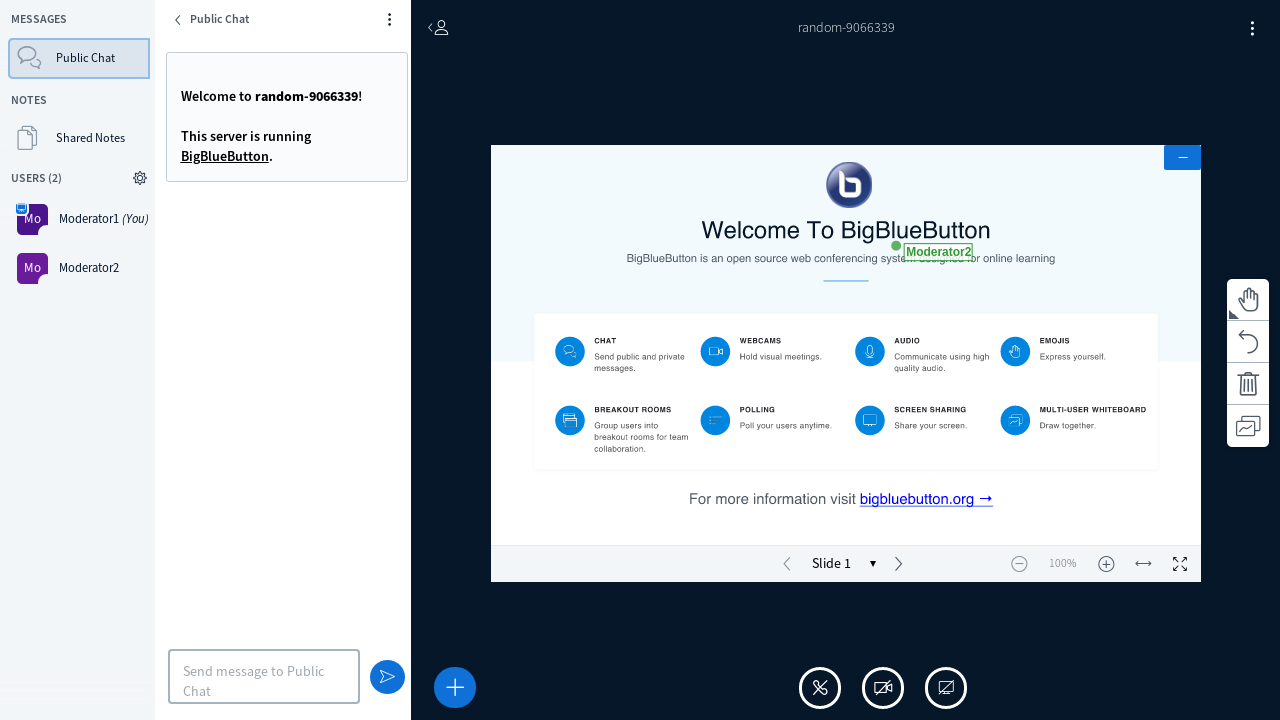 MESSAGES
Public Chat
NOTES
Shared Notes
USERS (2)
Mo
Moderator1 (You)
Mo
Moderator2
Public Chat
Welcome to random-9066339!
This server is running
BigBlueButton.
Send message to Public
Chat
random-9066339
Welcome To BigBlueButton
Moderator2
BigBlueButton is an open source web conferencing system designed for online learning
CHAT
Send public and private
messages.
WEBCAMS
Hold visual meetings.
AUDIO
Communicate using high
quality audio.
EMOJIS
Express yourself.
BREAKOUT ROOMS
Group users into
breakout rooms for team
collaboration.
POLLING
Poll your users anytime.
SCREEN SHARING
Share your screen.
MULTI-USER WHITEBOARD
Draw together.
For more information visit bigbluebutton.org →
Slide 1
100%